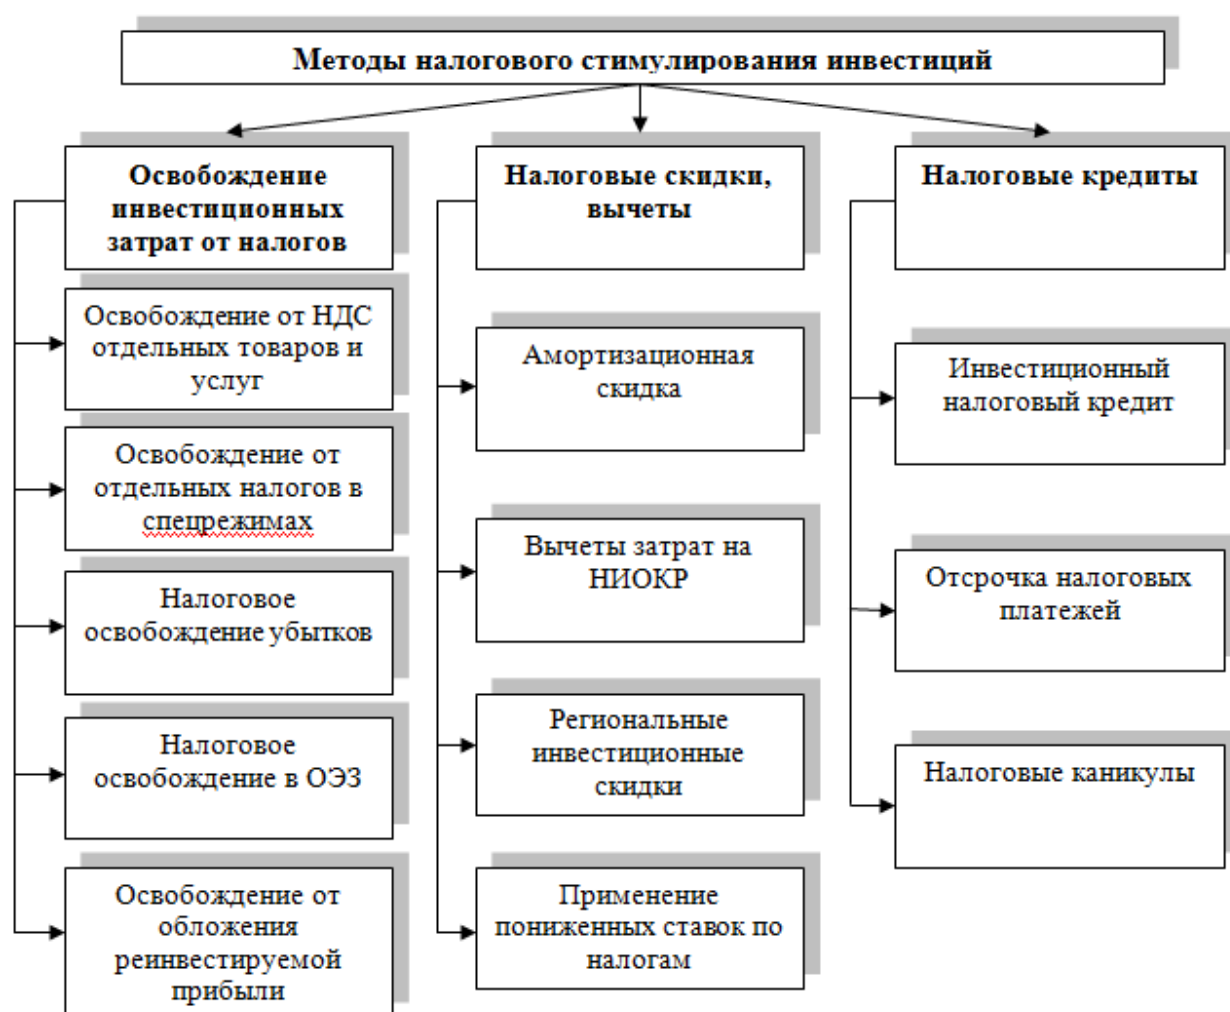 Методы налогового стимулирования инвестиций
Освобождение
инвестиционных
затрат от налогов
Освобождение от НДС
отдельных товаров и
услуг
Освобождение от
отдельных налогов в
спецрежимах
Налоговое
освобождение убытков
Налоговое
освобождение в ОЭЗ
Освобождение от
обложения
реинвестируемой
прибыли
Налоговые скидки,
вычеты
Амортизационная
скидка
Вычеты затрат на
НИОКР
Региональные
инвестиционные
скидки
Применение
пониженных ставок по
налогам
Налоговые кредиты
Инвестиционный
налоговый кредит
Отсрочка налоговых
платежей
Налоговые каникулы